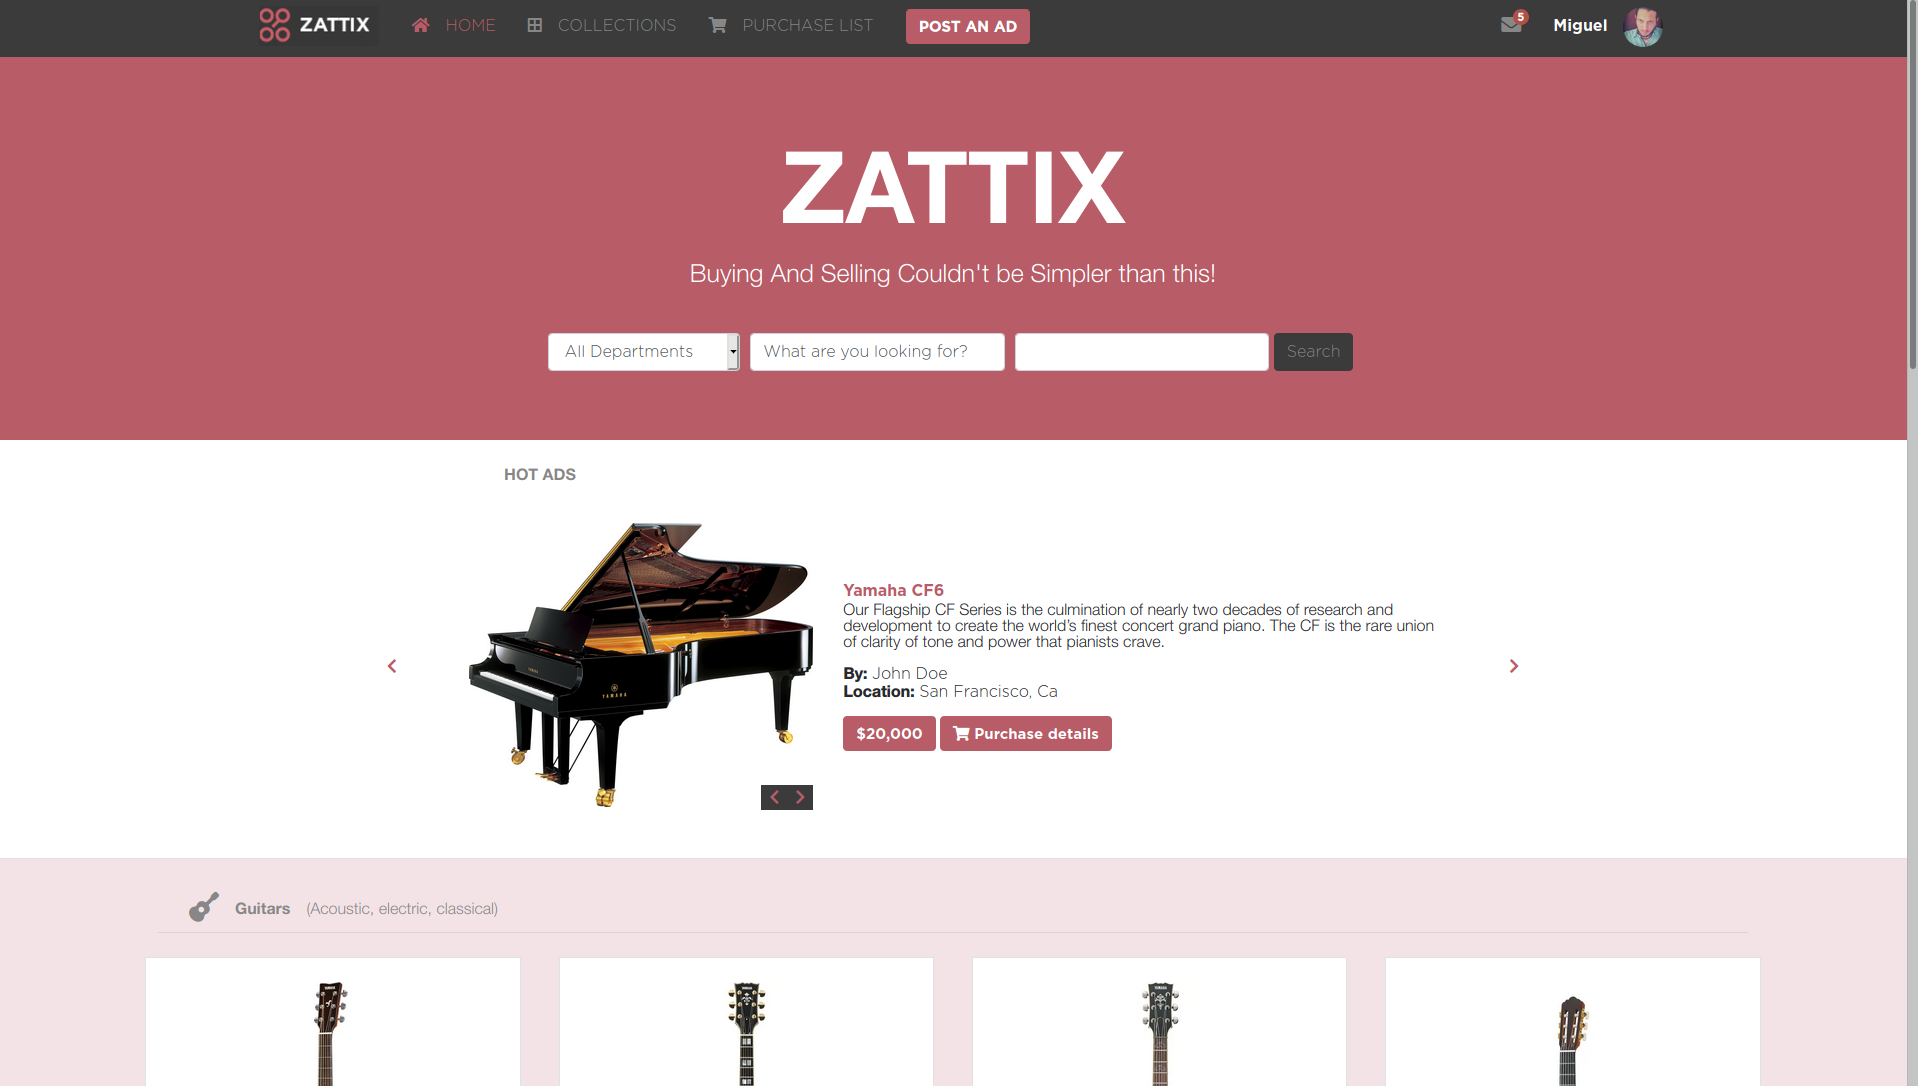 ZATTIX
HOME
COLLECTIONS
PURCHASE LIST
POST AN AD
5
Miguel
ZATTIX
Buying And Selling Couldn't be Simpler than this!
All Departments
What are you looking for?
Search
HOT ADS
YAMAHA
Yamaha CF6
Our Flagship CF Series is the culmination of nearly two decades of research and
development to create the world’s finest concert grand piano. The CF is the rare union
of clarity of tone and power that pianists crave.
By: John Doe
Location: San Francisco, Ca
$20,000
Purchase details
Guitars (Acoustic, electric, classical)
YAMAHA
YAMAHA
YAMAHA